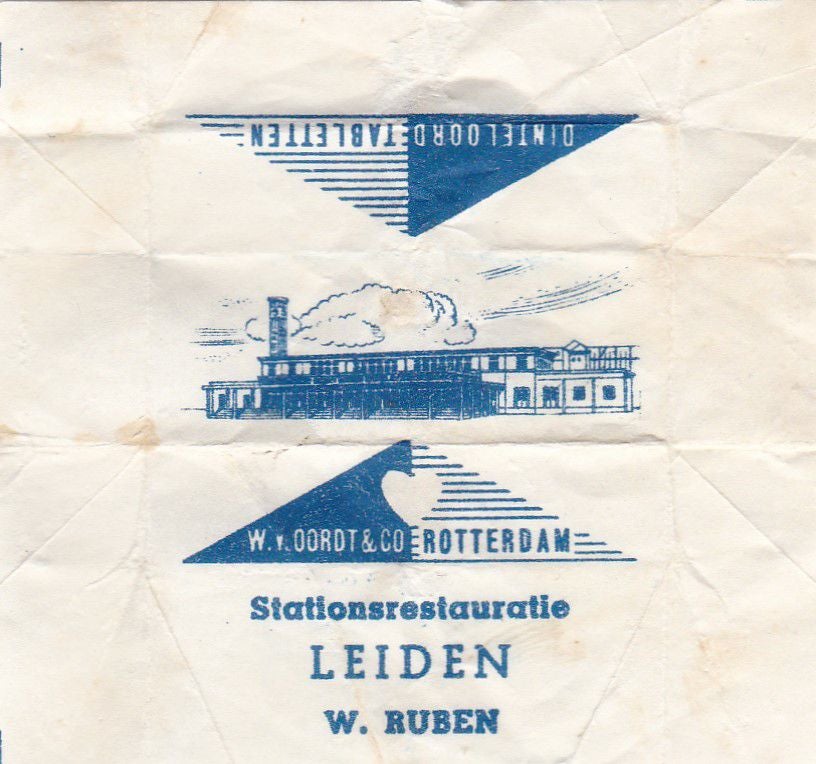 DINTELOORD TABLETTEN
W. V. OORDT & CO ROTTERDAM
Stationsrestauratie
LEIDEN
W. RUBEN